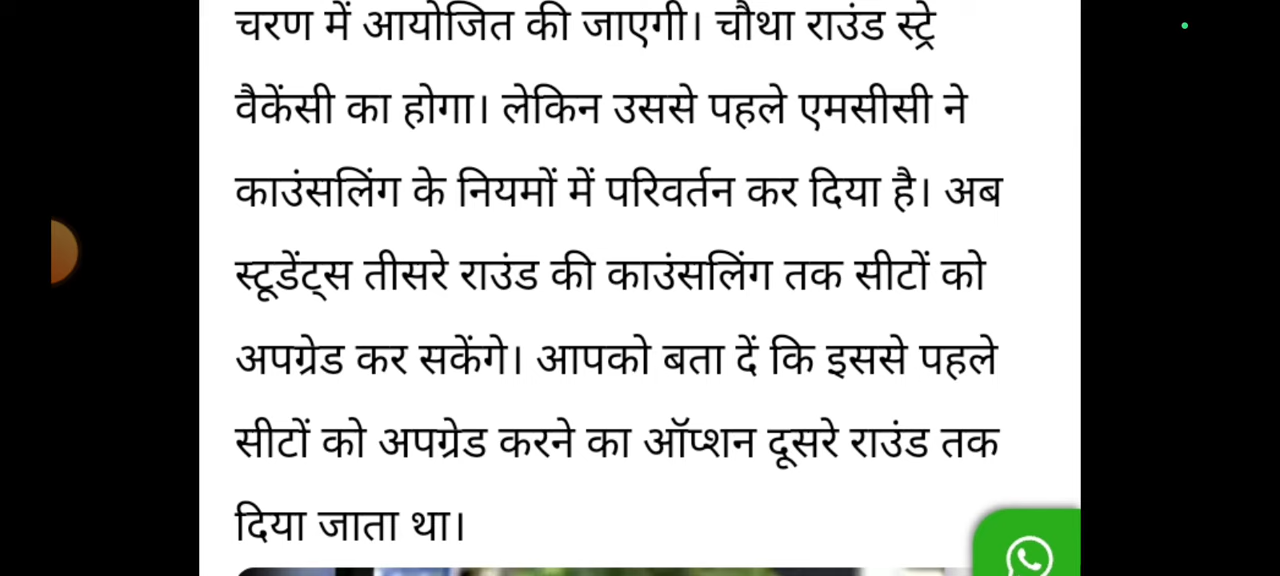 चरण में आयोजित की जाएगी। चौथा राउंड स्ट्रे
वैकेंसी का होगा। लेकिन उससे पहले एमसीसी ने
काउंसलिंग के नियमों में परिवर्तन कर दिया है। अब
स्टूडेंट्स तीसरे राउंड की काउंसलिंग तक सीटों को
अपग्रेड कर सकेंगे। आपको बता दें कि इससे पहले
सीटों को अपग्रेड करने का ऑप्शन दूसरे राउंड तक
दिया जाता था।